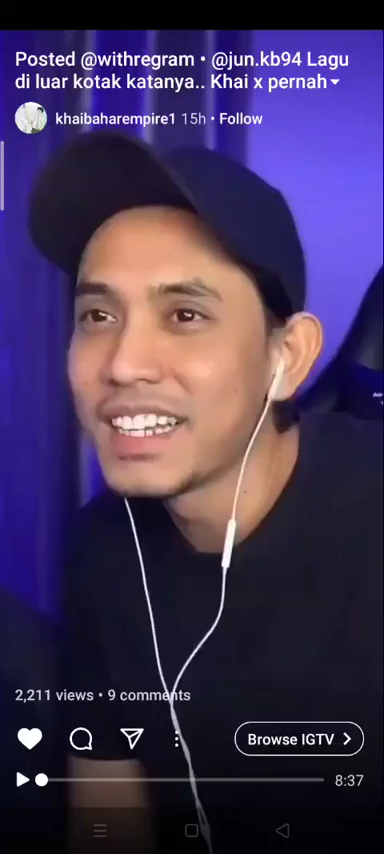 Posted @withregram • @jun.kb94 Lagu
di luar kotak katanya.. Khai x pernah
khaibaharempire1 15h • Follow
2,211 views • 9 comments
Browse IGTV
8:37